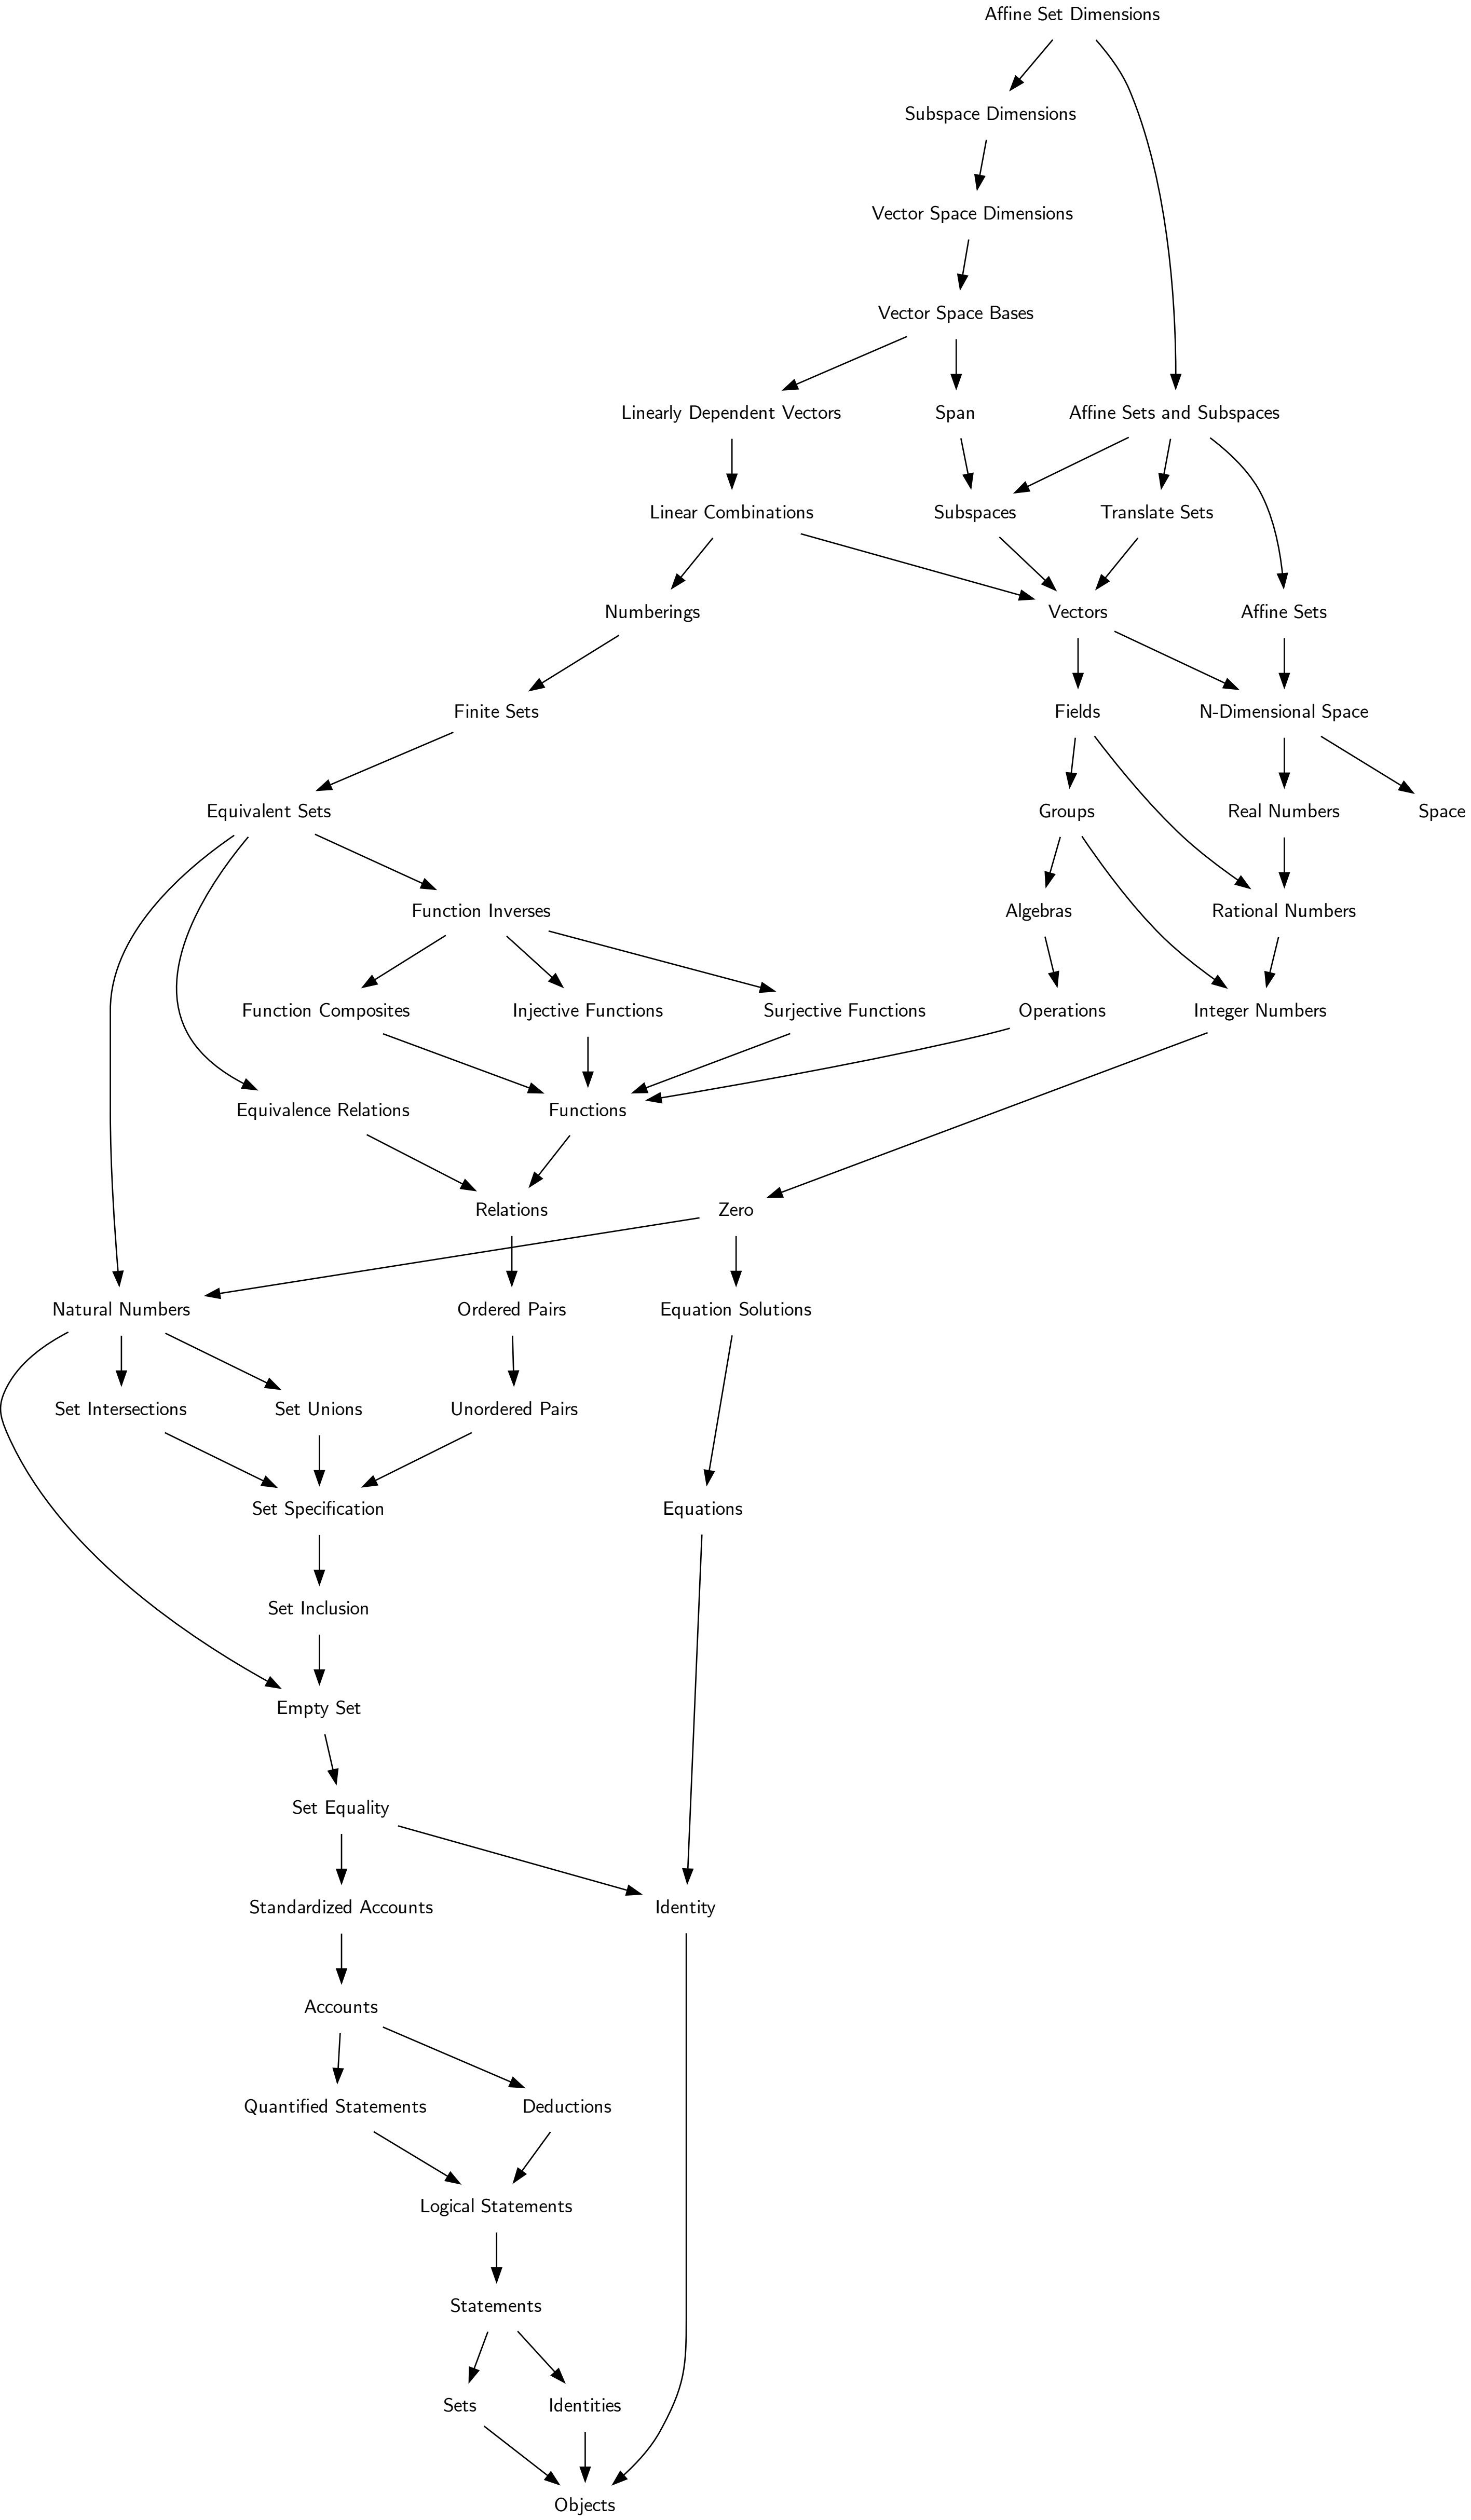 Affine Set Dimensions
Subspace Dimensions
Vector Space Dimensions
Vector Space Bases
Linearly Dependent Vectors
Span
Affine Sets and Subspaces
Linear Combinations
Subspaces
Translate Sets
Numberings
Vectors
Affine Sets
Finite Sets
Fields
N-Dimensional Space
Equivalent Sets
Groups
Real Numbers
Space
Function Inverses
Algebras
Rational Numbers
Function Composites
Injective Functions
Surjective Functions
Operations
Integer Numbers
Equivalence Relations
Functions
Relations
Zero
Natural Numbers
Ordered Pairs
Equation Solutions
Set Intersections
Set Unions
Unordered Pairs
Set Specification
Equations
Set Inclusion
Empty Set
Set Equality
Standardized Accounts
Identity
Accounts
Quantified Statements
Deductions
Logical Statements
Statements
Sets
Identities
Objects